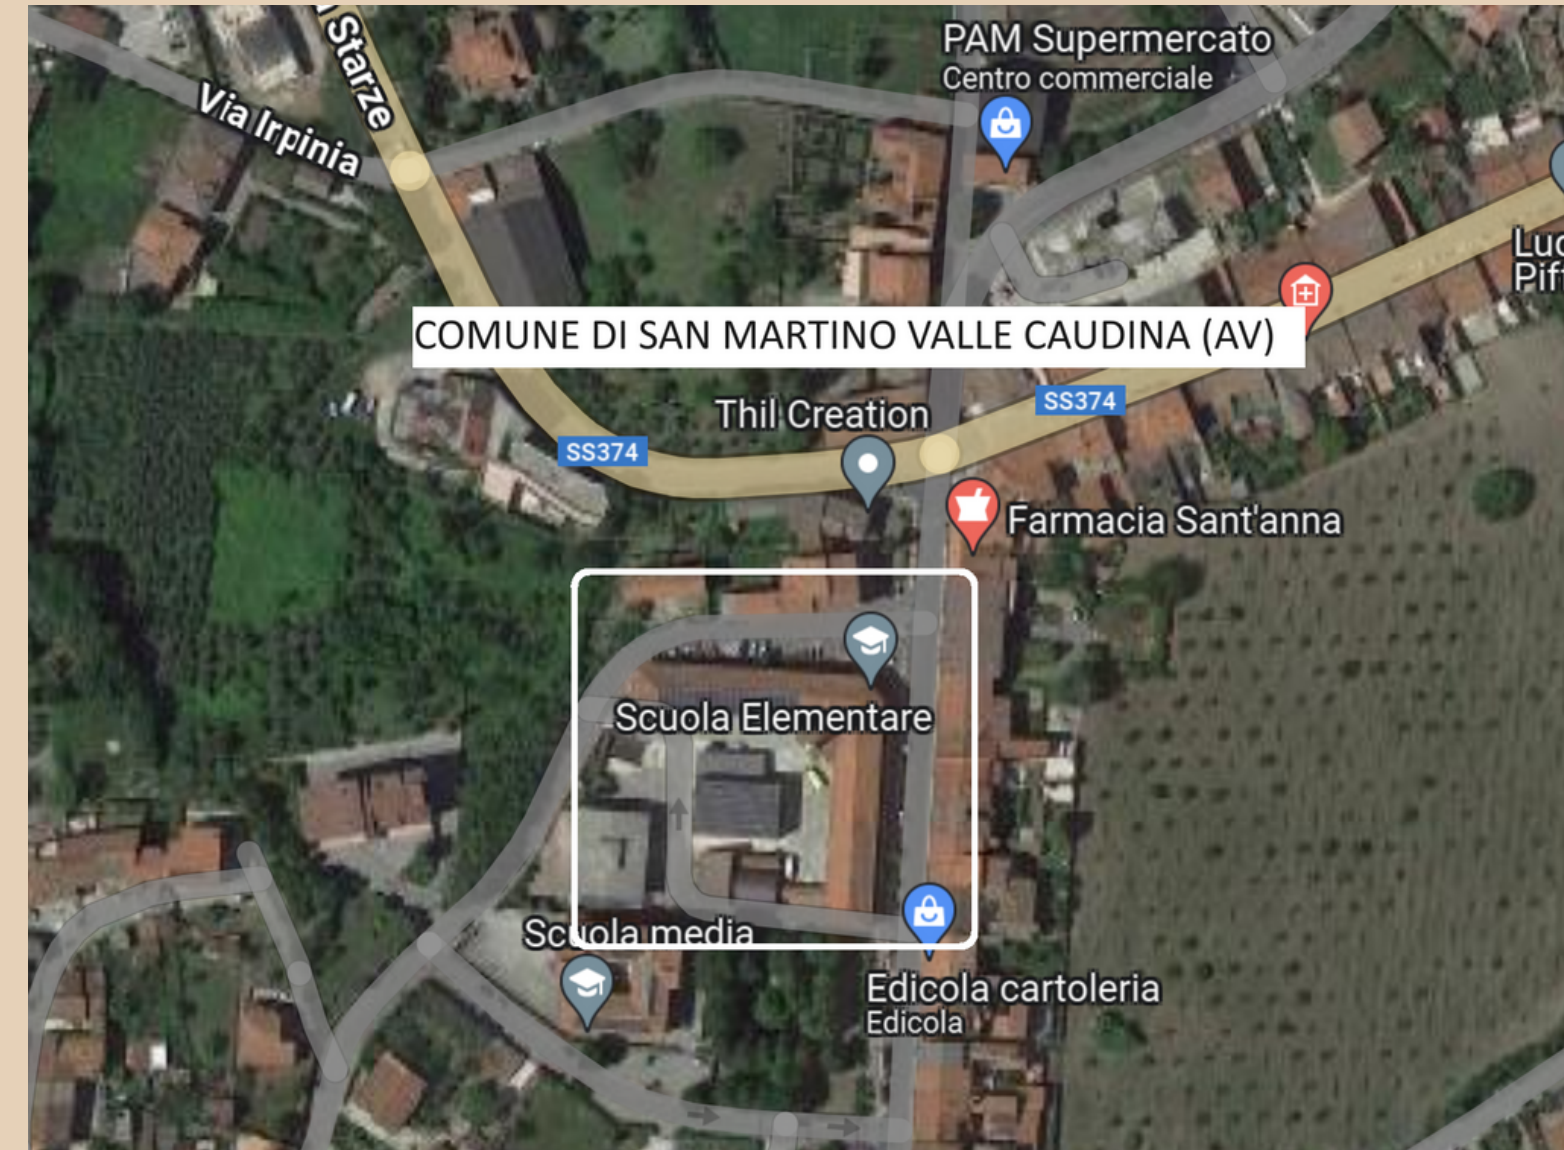 PAM Supermercato
Centro commerciale
Starze
Via Irpinia
COMUNE DI SAN MARTINO VALLE CAUDINA (AV)
SS374
Thil Creation
SS374
Farmacia Sant'anna
Scuola Elementare
Scuola media
Edicola cartoleria
Edicola